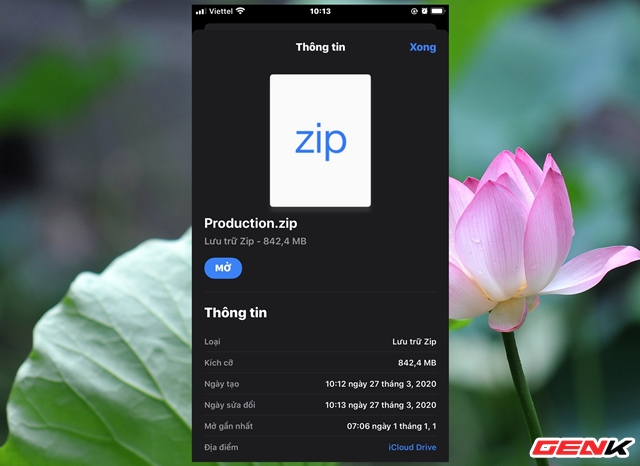 Viettel 10:13
Thông tin Xong
zip
Production.zip
Lưu trữ Zip - 842,4 MB
MỞ
Thông tin
Loại Lưu trữ Zip
Kích cỡ 842,4 MB
Ngày tạo 10:12 ngày 27 tháng 3, 2020
Ngày sửa đổi 10:13 ngày 27 tháng 3, 2020
Mở gần nhất 07:06 ngày 1 tháng 1, 1
Địa điểm iCloud Drive
GENK